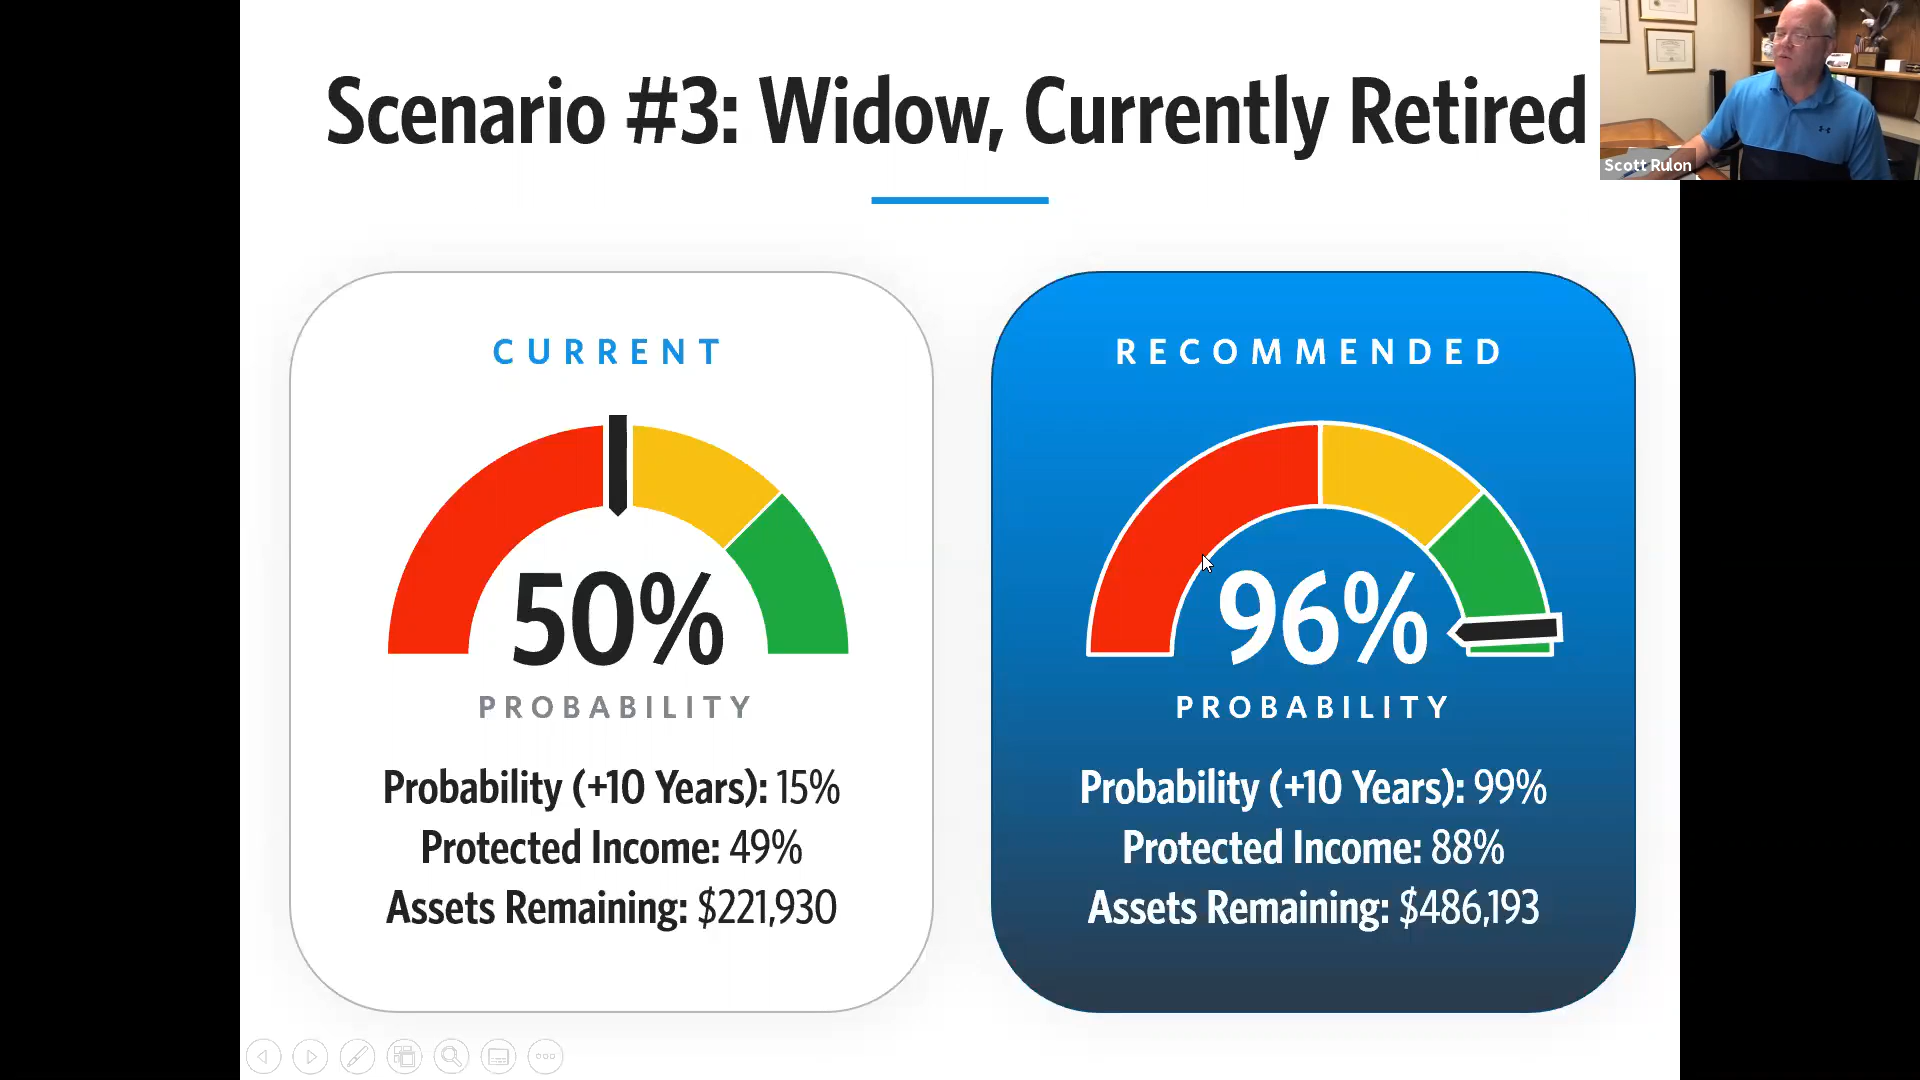 Scenario #3: Widow, Currently Retired
Scott Rulon
CURRENT
50%
PROBABILITY
Probability (+10 Years): 15%
Protected Income: 49%
Assets Remaining: $221,930
RECOMMENDED
96%
PROBABILITY
Probability (+10 Years): 99%
Protected Income: 88%
Assets Remaining: $486,193